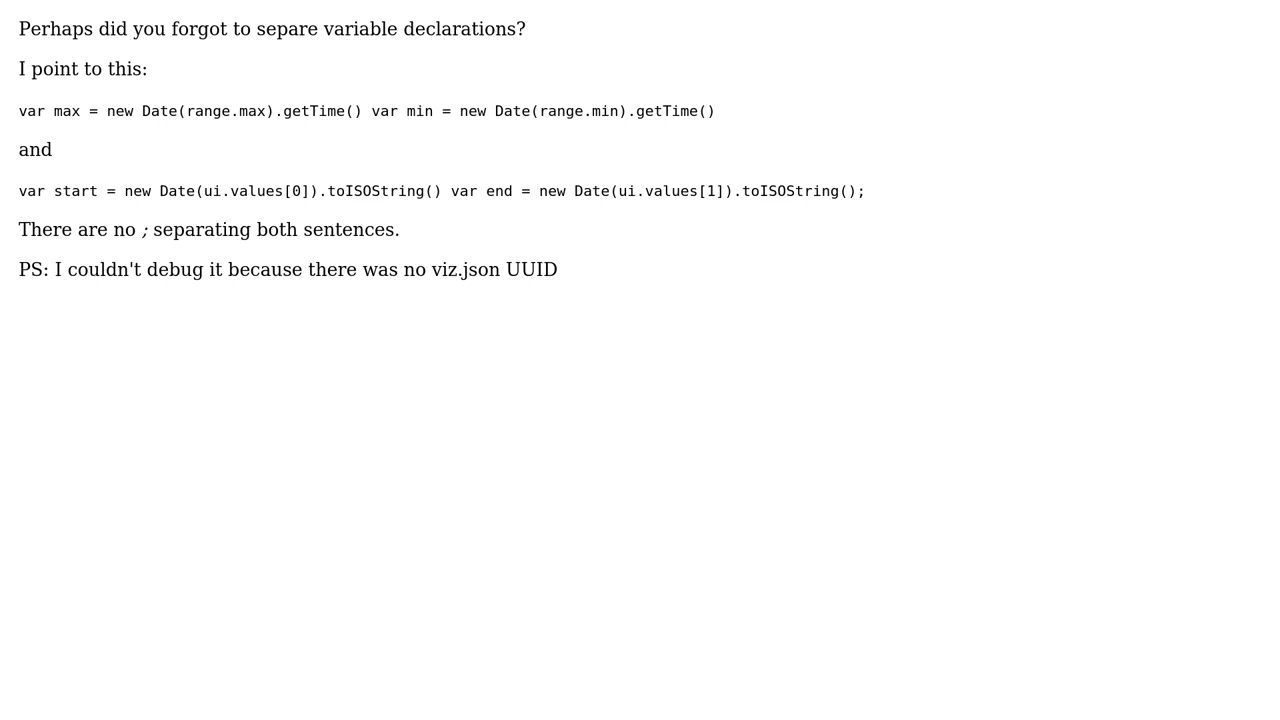 Perhaps did you forgot to separe variable declarations?
I point to this:
var max = new Date(range.max).getTime() var min = new Date(range.min).getTime()
and
var start = new Date(ui.values[0]).toISOString() var end = new Date(ui.values[1]).toISOString();
There are no ; separating both sentences.
PS: I couldn't debug it because there was no viz.json UUID